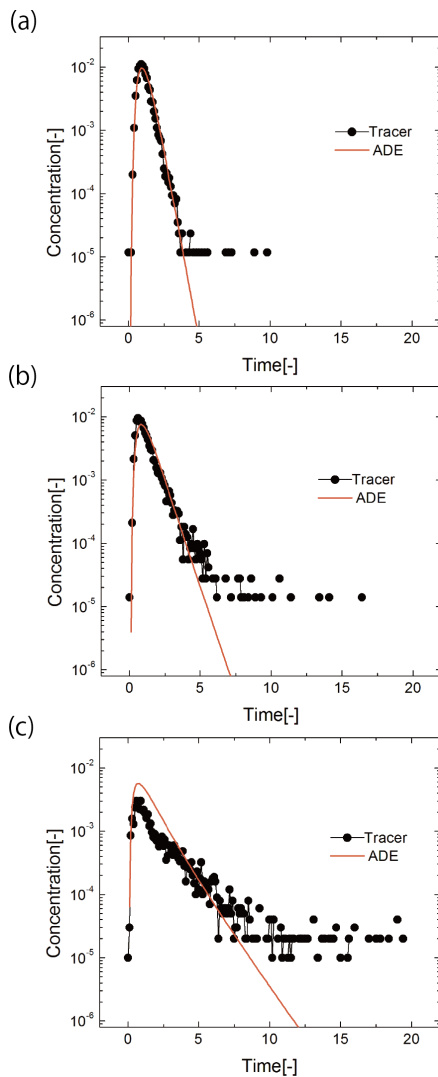 (a)
10⁻²
10⁻³
10⁻⁴
10⁻⁵
10⁻⁶
Concentration[-]
Tracer
ADE
0 5 10 15 20
Time[-]
(b)
10⁻²
10⁻³
10⁻⁴
10⁻⁵
10⁻⁶
Concentration[-]
Tracer
ADE
0 5 10 15 20
Time[-]
(c)
10⁻²
10⁻³
10⁻⁴
10⁻⁵
10⁻⁶
Concentration[-]
Tracer
ADE
0 5 10 15 20
Time[-]